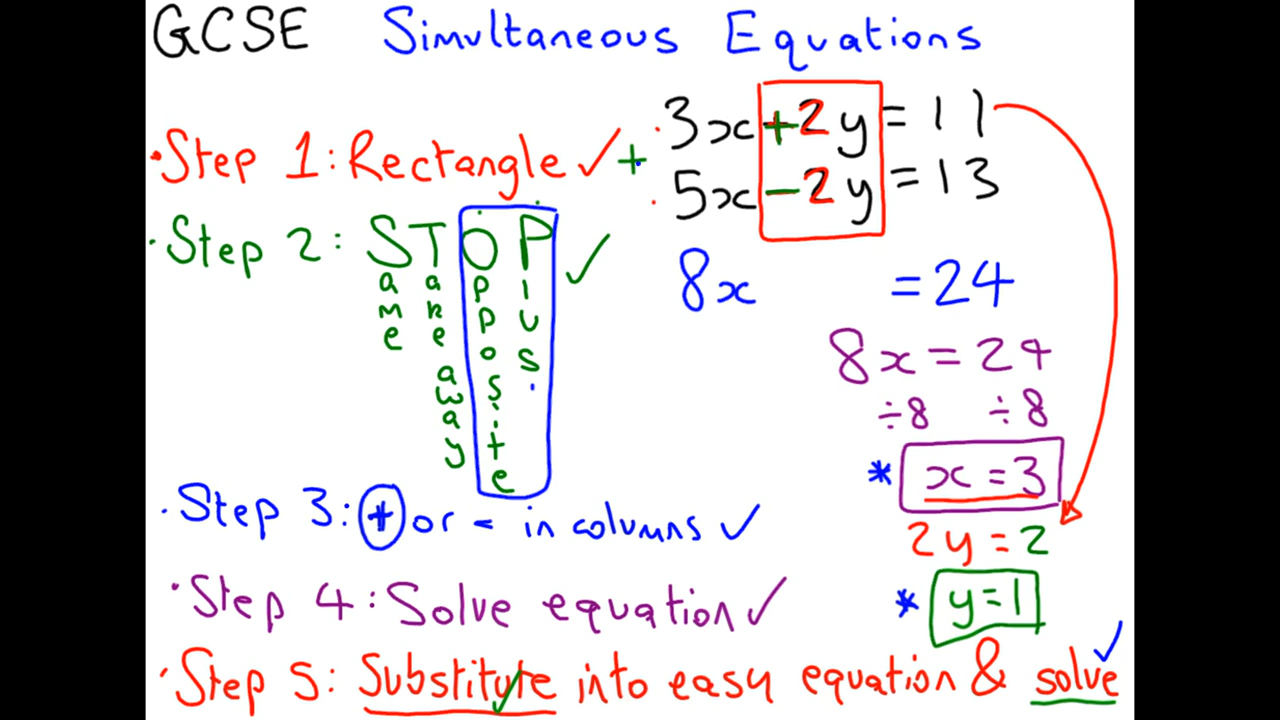 GCSE Simultaneous Equations
3x +2y = 11
• Step 1: Rectangle ✓ + 5x -2y = 13
• Step 2: STOP ✓
Same
Take away
Opposite
Plus
8x = 24
8x = 24
÷8 ÷8
* x = 3
• Step 3: + or - in columns ✓
2y = 2
• Step 4: Solve equation ✓
* y = 1
• Step 5: Substitute into easy equation & solve ✓